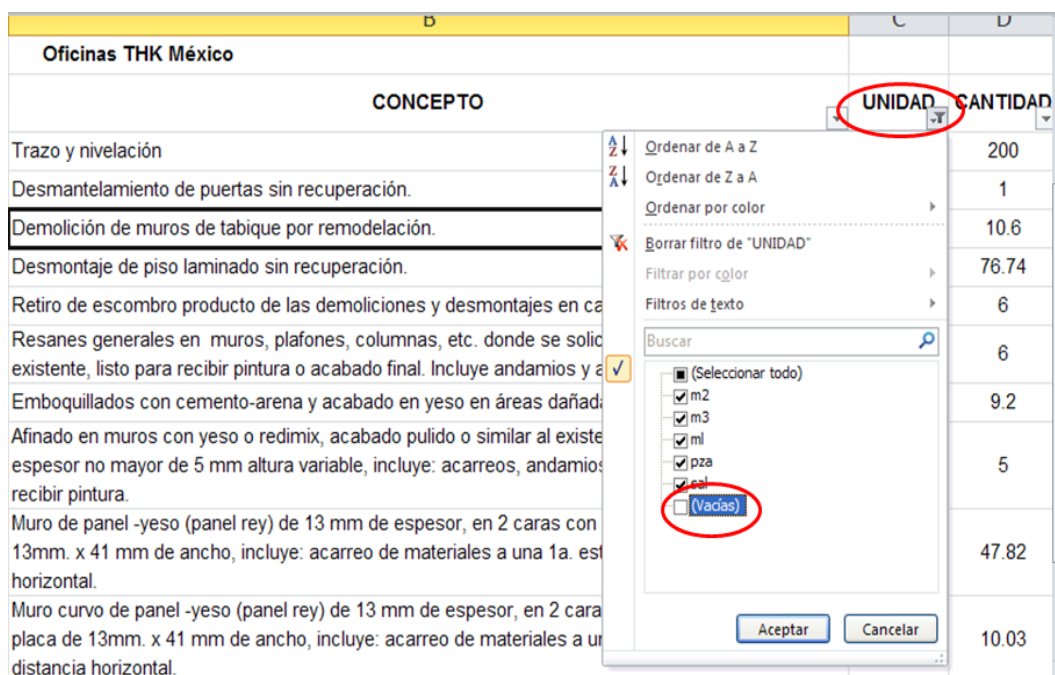 B C D
Oficinas THK México
CONCEPTO UNIDAD CANTIDAD
Trazo y nivelación 200
Desmantelamiento de puertas sin recuperación. 1
Demolición de muros de tabique por remodelación. 10.6
Desmontaje de piso laminado sin recuperación. 76.74
Retiro de escombro producto de las demoliciones y desmontajes en ca 6
Resanes generales en muros, plafones, columnas, etc. donde se solic
existente, listo para recibir pintura o acabado final. Incluye andamios y a 6
Emboquillados con cemento-arena y acabado en yeso en áreas dañada 9.2
Afinado en muros con yeso o redimix, acabado pulido o similar al existe
espesor no mayor de 5 mm altura variable, incluye: acarreos, andamios 5
recibir pintura.
Muro de panel -yeso (panel rey) de 13 mm de espesor, en 2 caras con
13mm. x 41 mm de ancho, incluye: acarreo de materiales a una 1a. est 47.82
horizontal.
Muro curvo de panel -yeso (panel rey) de 13 mm de espesor, en 2 cara
placa de 13mm. x 41 mm de ancho, incluye: acarreo de materiales a un 10.03
distancia horizontal.
Ordenar de A a Z
Ordenar de Z a A
Ordenar por color
Borrar filtro de "UNIDAD"
Filtrar por color
Filtros de texto
Buscar
(Seleccionar todo)
m2
m3
ml
pza
sal
(Vacías)
Aceptar Cancelar